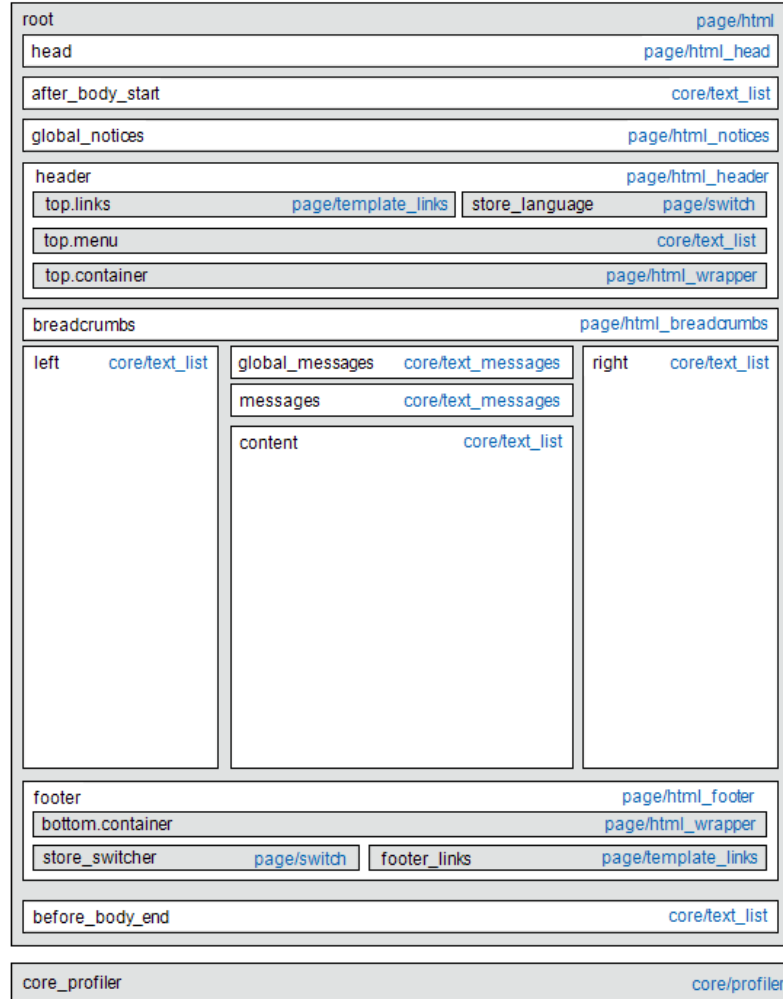 root page/html
head page/html_head
after_body_start core/text_list
global_notices page/html_notices
header page/html_header
top.links page/template_links store_language page/switch
top.menu core/text_list
top.container page/html_wrapper
breadcrumbs page/html_breadcrumbs
left core/text_list global_messages core/text_messages right core/text_list
messages core/text_messages
content core/text_list
footer page/html_footer
bottom.container page/html_wrapper
store_switcher page/switch footer_links page/template_links
before_body_end core/text_list
core_profiler core/profiler